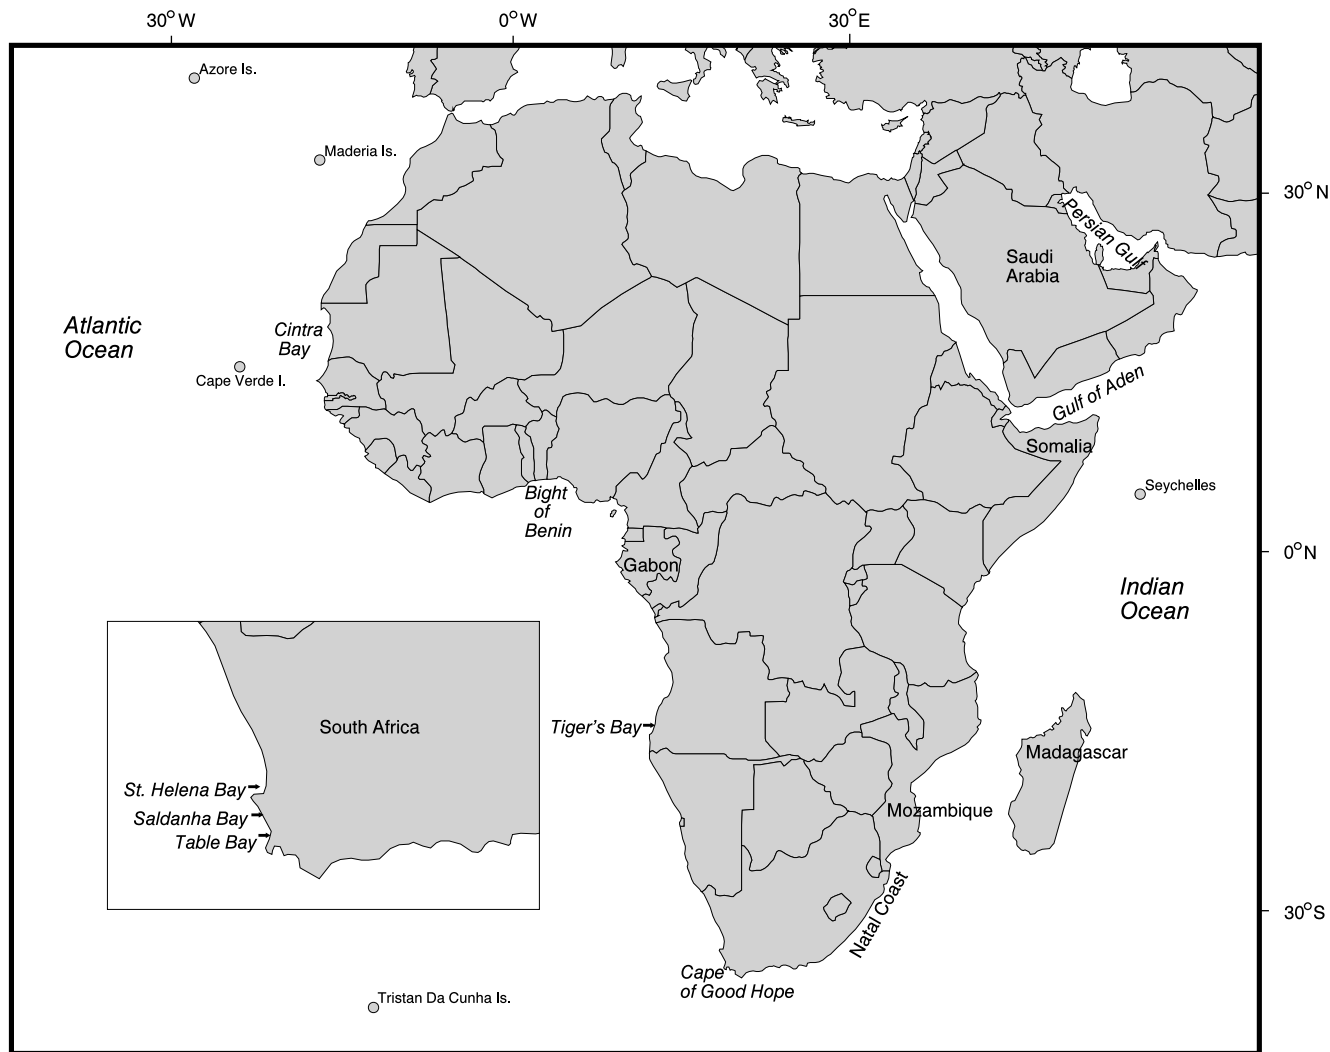 30°W
0°W
30°E
Azore Is.
Maderia Is.
30°N
Persian Gulf
Saudi
Arabia
Atlantic
Ocean
Cintra
Bay
Cape Verde I.
Gulf of Aden
Somalia
Seychelles
Bight
of
Benin
0°N
Gabon
Indian
Ocean
South Africa
Tiger's Bay
Madagascar
St. Helena Bay
Saldanha Bay
Table Bay
Mozambique
Natal Coast
30°S
Cape
of Good Hope
Tristan Da Cunha Is.